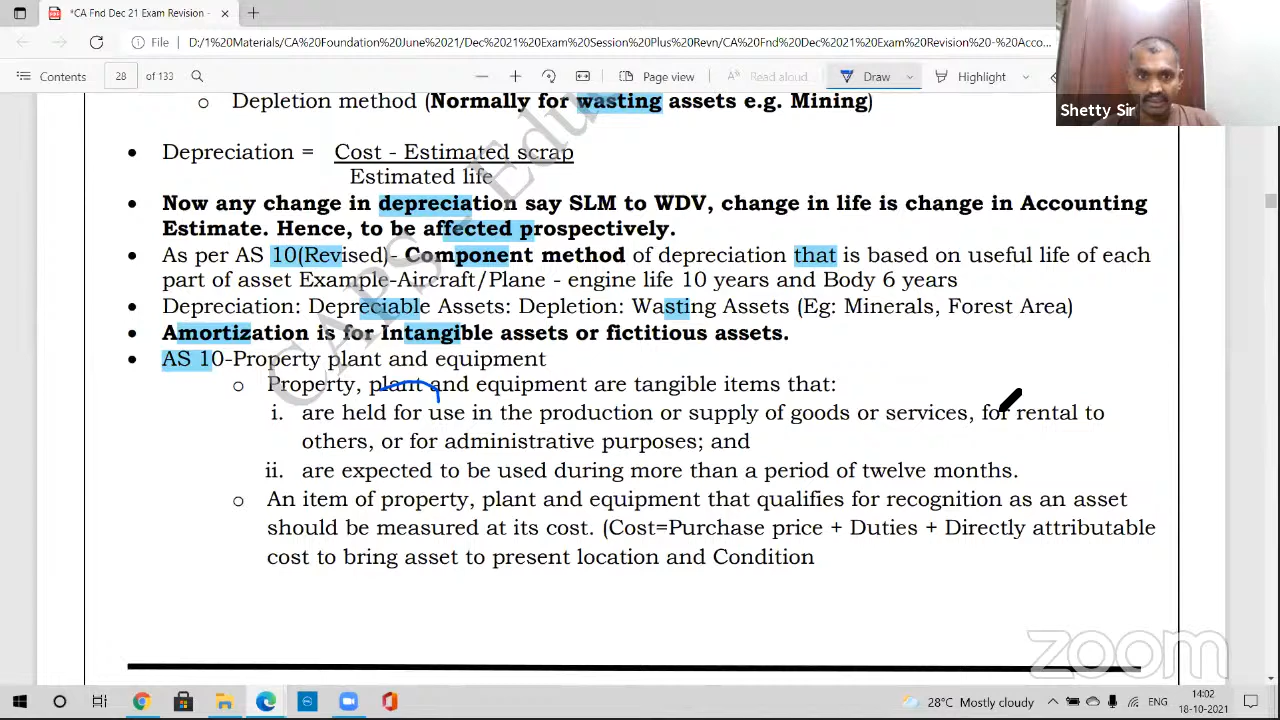 *CA Fnd Dec 21 Exam Revision -
File
D:/1%20Materials/CA%20Foundation%20June%2021/Dec%2021%20Exam%20Session%20Plus%20Revn/CA%20Fnd%20Dec%2021%20Exam%20Revision%20-%20Acco...
Contents 28 of 133 Page view Read aloud Draw Highlight
Shetty Sir
Depletion method (Normally for wasting assets e.g. Mining)
Depreciation = Cost - Estimated scrap
Estimated life
Now any change in depreciation say SLM to WDV, change in life is change in Accounting
Estimate. Hence, to be affected prospectively.
As per AS 10(Revised)- Component method of depreciation that is based on useful life of each
part of asset Example-Aircraft/Plane - engine life 10 years and Body 6 years
Depreciation: Depreciable Assets: Depletion: Wasting Assets (Eg: Minerals, Forest Area)
Amortization is for Intangible assets or fictitious assets.
AS 10-Property plant and equipment
Property, plant and equipment are tangible items that:
i. are held for use in the production or supply of goods or services, for rental to
others, or for administrative purposes; and
ii. are expected to be used during more than a period of twelve months.
An item of property, plant and equipment that qualifies for recognition as an asset
should be measured at its cost. (Cost=Purchase price + Duties + Directly attributable
cost to bring asset to present location and Condition
zoom
28°C Mostly cloudy ENG 14:02
18-10-2021